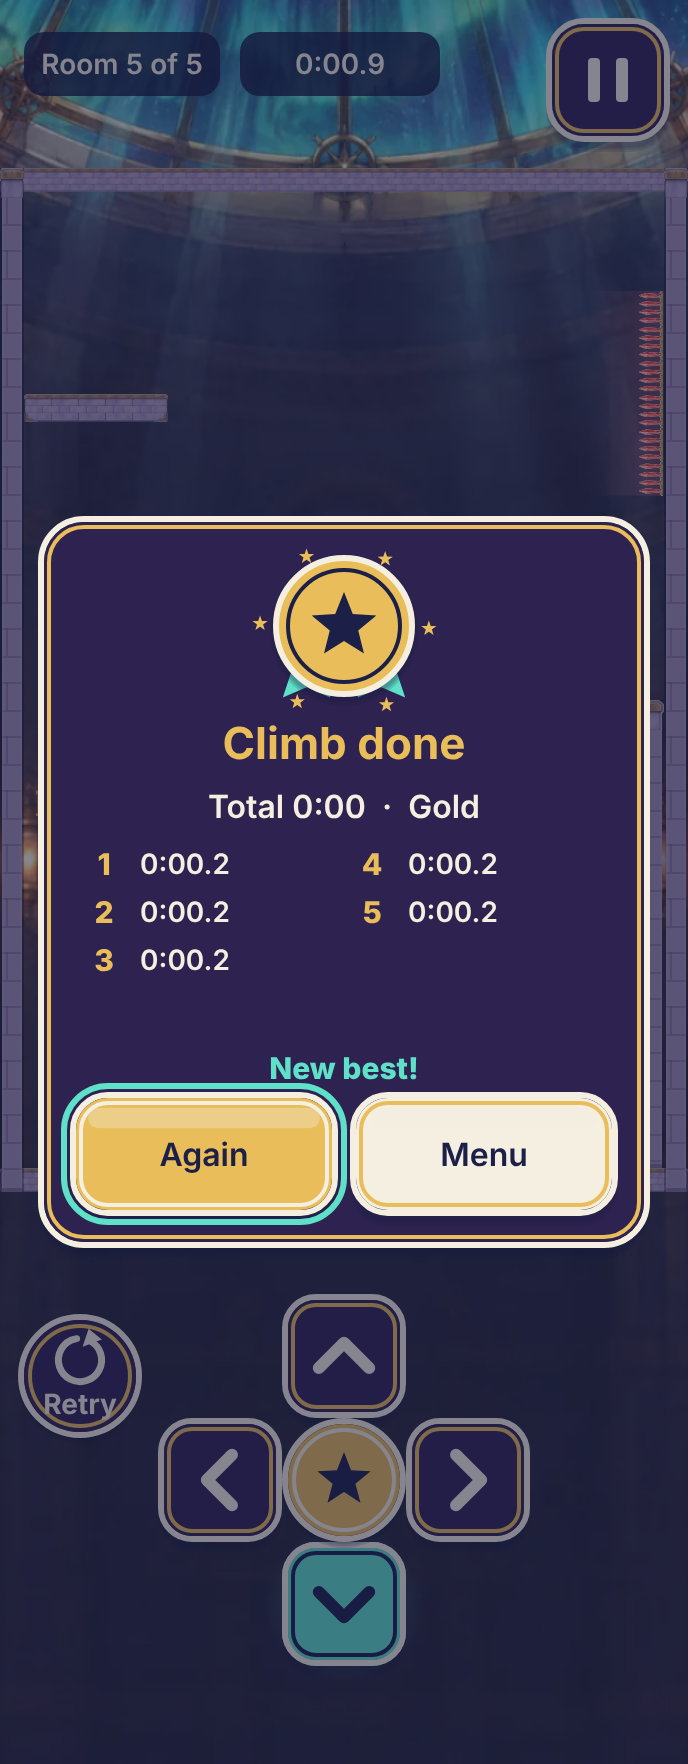 Room 5 of 5
0:00.9
Climb done
Total 0:00 · Gold
1 0:00.2
2 0:00.2
3 0:00.2
4 0:00.2
5 0:00.2
New best!
Again
Menu
Retry